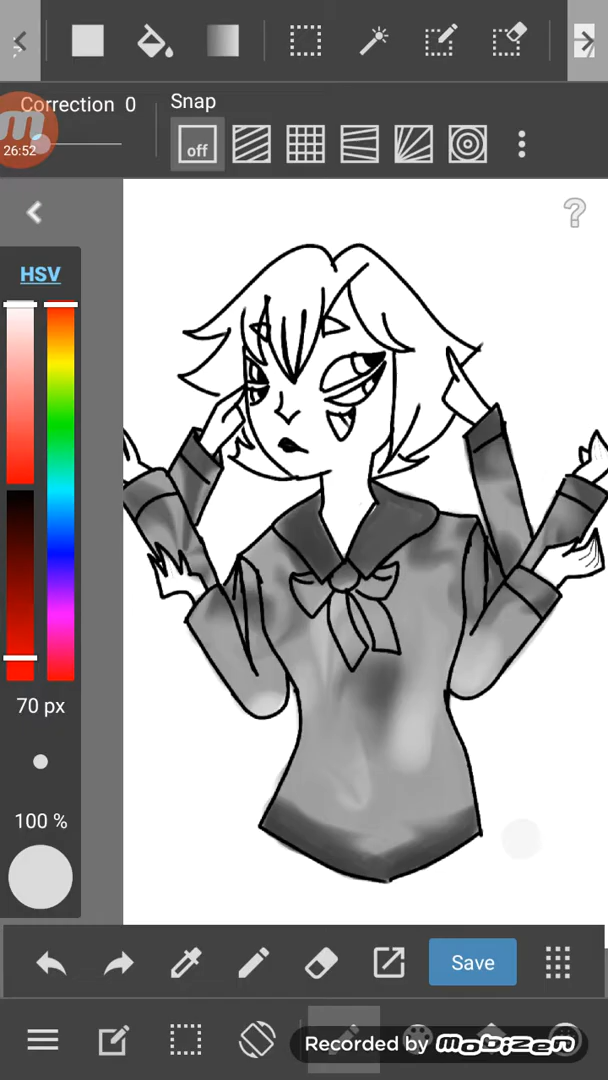 Correction 0
Snap
26:52
off
HSV
70 px
100 %
Save
Recorded by mobizen